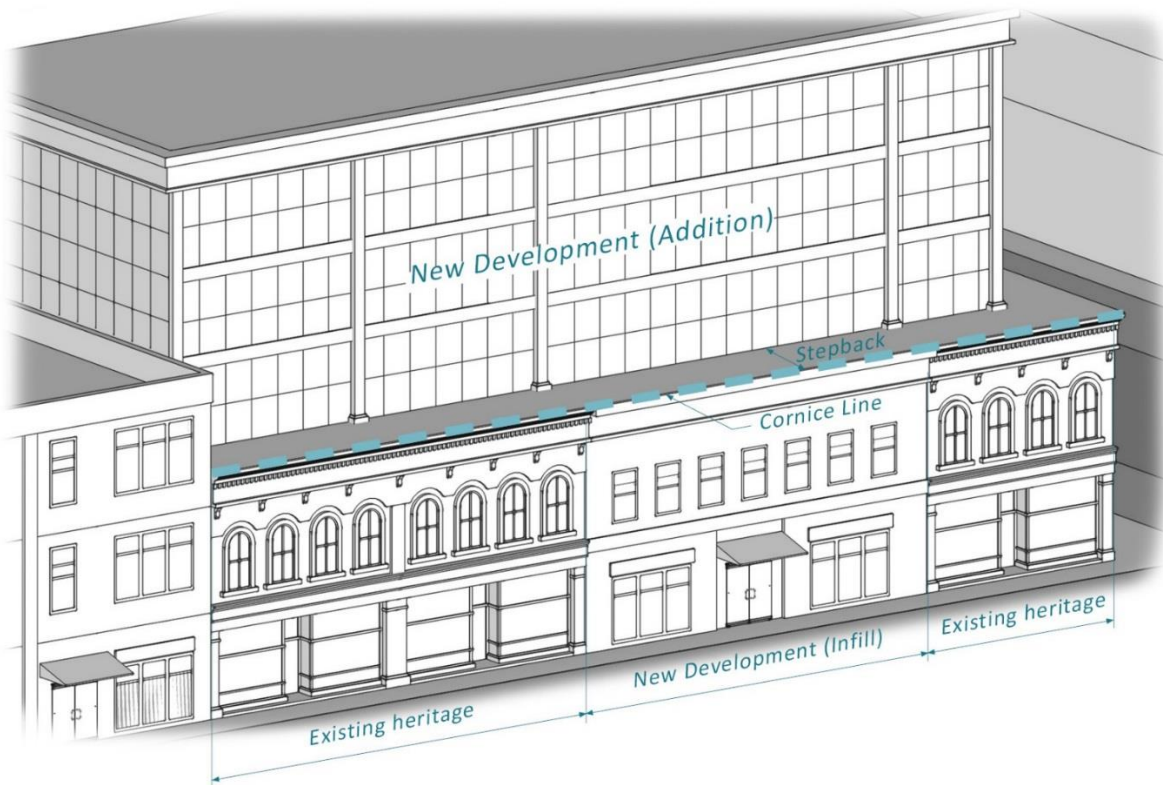 New Development (Addition)
Stepback
Cornice Line
Existing heritage
New Development (Infill)
Existing heritage